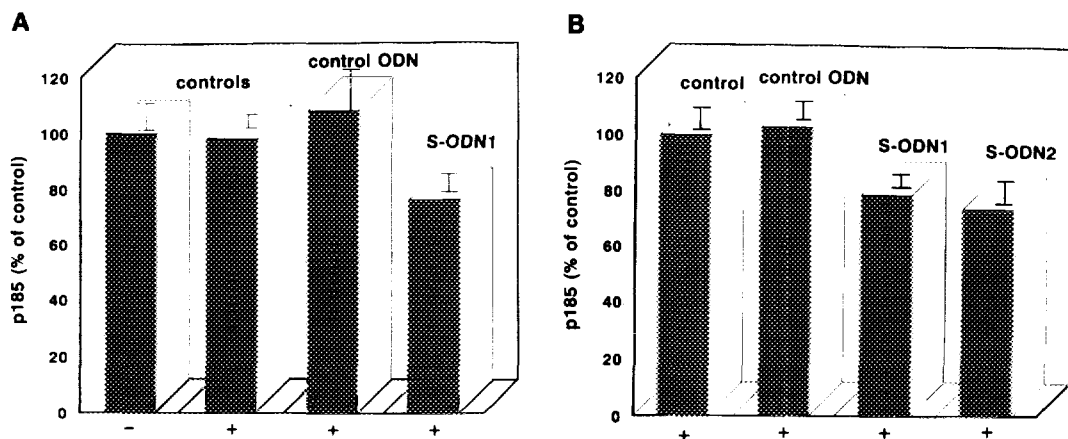 A
p185 (% of control)
120
100
80
60
40
20
0
controls
control ODN
S-ODN1
– + + +
B
p185 (% of control)
120
100
80
60
40
20
0
control
control ODN
S-ODN1
S-ODN2
+ + + +